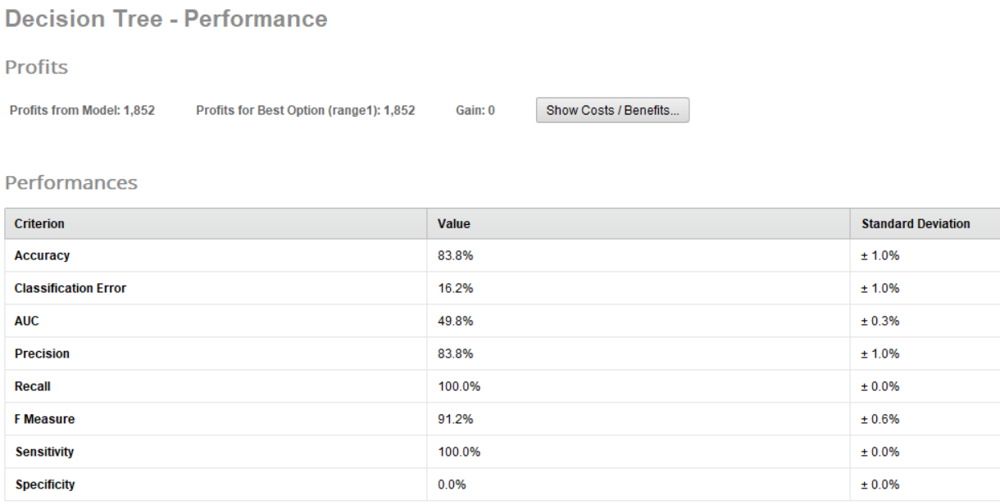 Decision Tree - Performance
Profits
Profits from Model: 1,852 Profits for Best Option (range1): 1,852 Gain: 0 Show Costs / Benefits...
Performances
Criterion Value Standard Deviation
Accuracy 83.8% ± 1.0%
Classification Error 16.2% ± 1.0%
AUC 49.8% ± 0.3%
Precision 83.8% ± 1.0%
Recall 100.0% ± 0.0%
F Measure 91.2% ± 0.6%
Sensitivity 100.0% ± 0.0%
Specificity 0.0% ± 0.0%